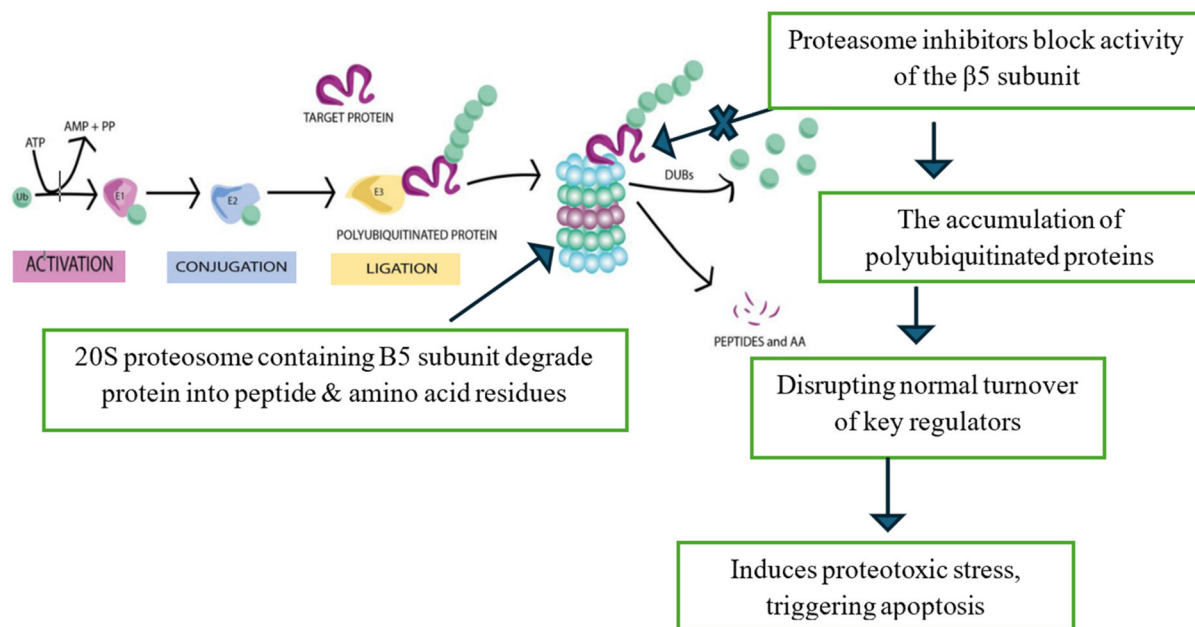 Proteasome inhibitors block activity
of the β5 subunit
TARGET PROTEIN
AMP + PP
ATP
Ub
E1
E2
E3
DUBs
POLYUBIQUITINATED PROTEIN
ACTIVATION
CONJUGATION
LIGATION
The accumulation of
polyubiquitinated proteins
PEPTIDES and AA
20S proteosome containing B5 subunit degrade
protein into peptide & amino acid residues
Disrupting normal turnover
of key regulators
Induces proteotoxic stress,
triggering apoptosis